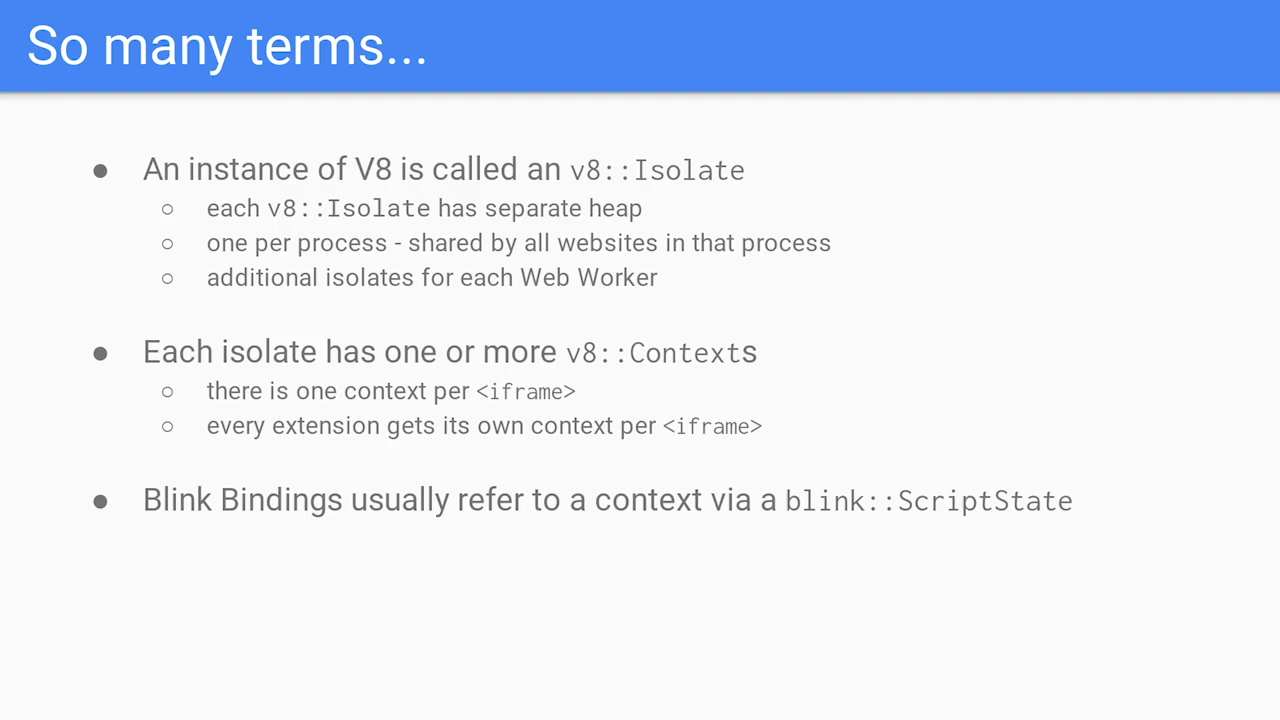 So many terms...
● An instance of V8 is called an v8::Isolate
○ each v8::Isolate has separate heap
○ one per process - shared by all websites in that process
○ additional isolates for each Web Worker
● Each isolate has one or more v8::Contexts
○ there is one context per <iframe>
○ every extension gets its own context per <iframe>
● Blink Bindings usually refer to a context via a blink::ScriptState